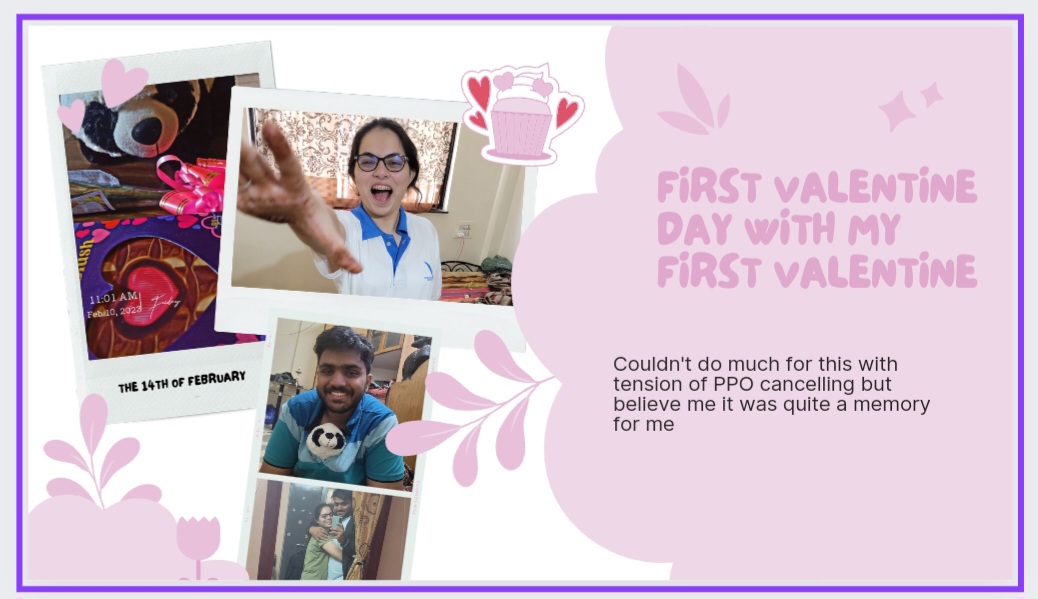 11:01 AM
Feb 10, 2023
THE 14TH OF FEBRUARY
FIRST VALENTINE
DAY WITH MY
FIRST VALENTINE
Couldn't do much for this with
tension of PPO cancelling but
believe me it was quite a memory
for me